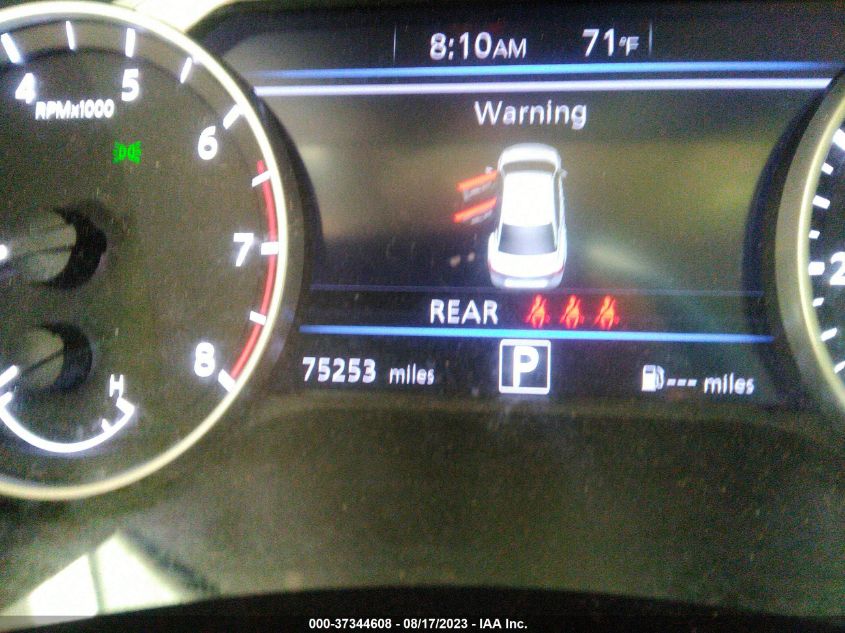 8:10AM 71°F
4 5 6 7 8
RPMx1000
H
Warning
REAR
75253 miles P --- miles
2
000-37344608 - 08/17/2023 - IAA Inc.